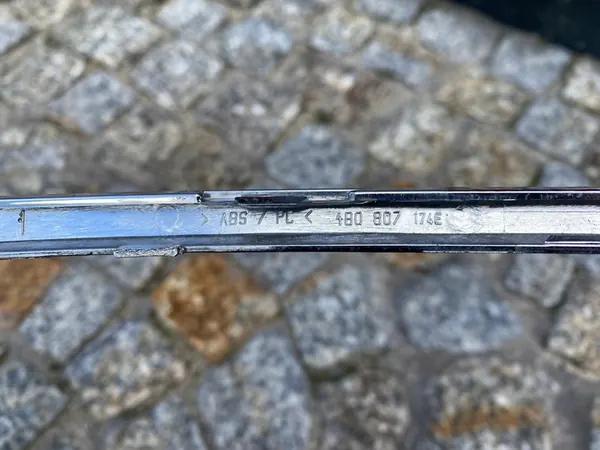 > ABS / PC < 4B0 807 174E